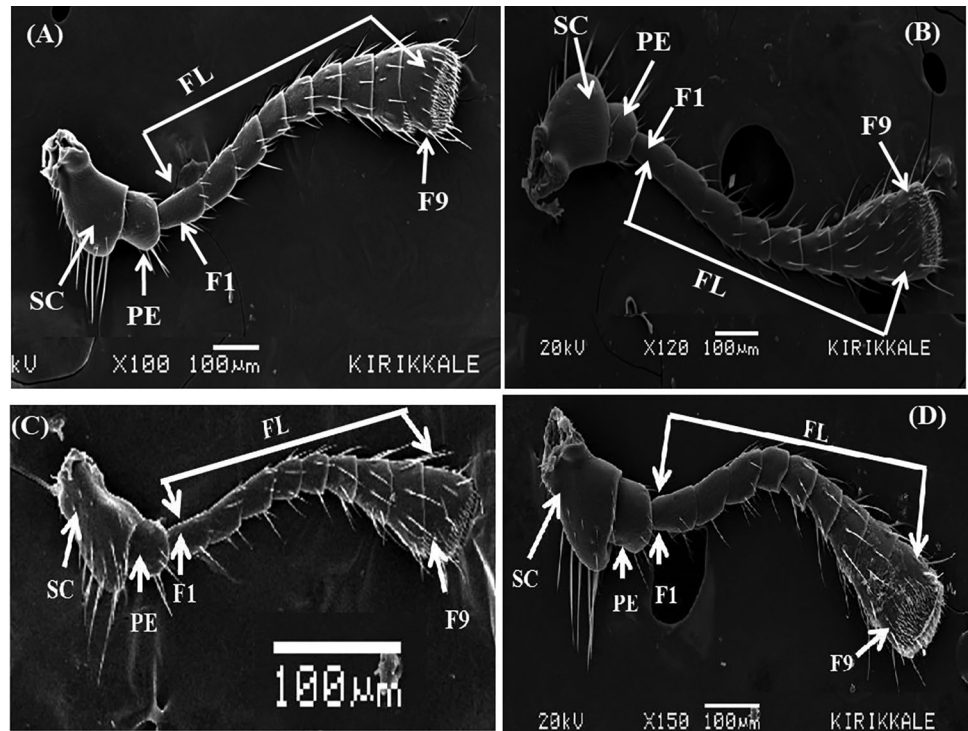 (A)
FL
F9
F1
SC
PE
kV X100 100µm KIRIKKALE
(B)
SC
PE
F1
F9
FL
20kV X120 100µm KIRIKKALE
(C)
FL
SC
PE
F1
F9
100µm
(D)
FL
SC
PE
F1
F9
20kV X150 100µm KIRIKKALE